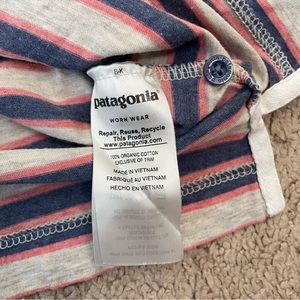 patagonia
WORN WEAR
Repair, Reuse, Recycle
This Product
www.patagonia.com
100% ORGANIC COTTON
EXCLUSIVE OF TRIM
MADE IN VIETNAM
FABRIQUÉ AU VIETNAM
HECHO EN VIETNAM